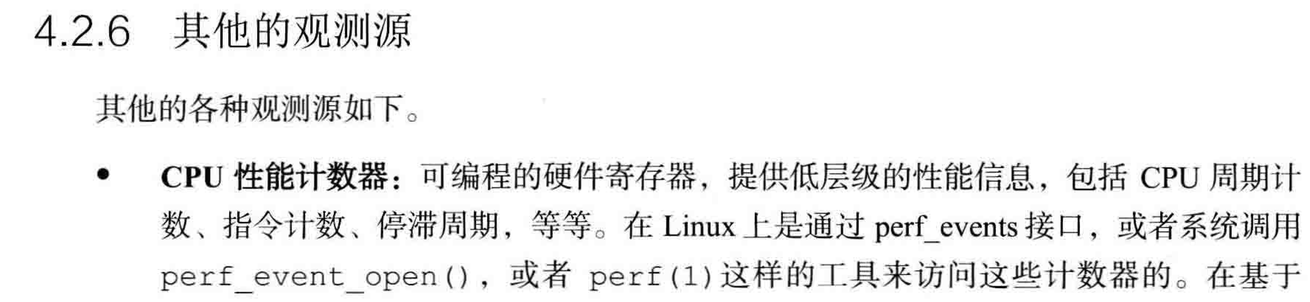 4.2.6 其他的观测源
其他的各种观测源如下。
• CPU 性能计数器：可编程的硬件寄存器，提供低层级的性能信息，包括 CPU 周期计
数、指令计数、停滞周期，等等。在 Linux 上是通过 perf_events 接口，或者系统调用
perf_event_open()，或者 perf(1)这样的工具来访问这些计数器的。在基于